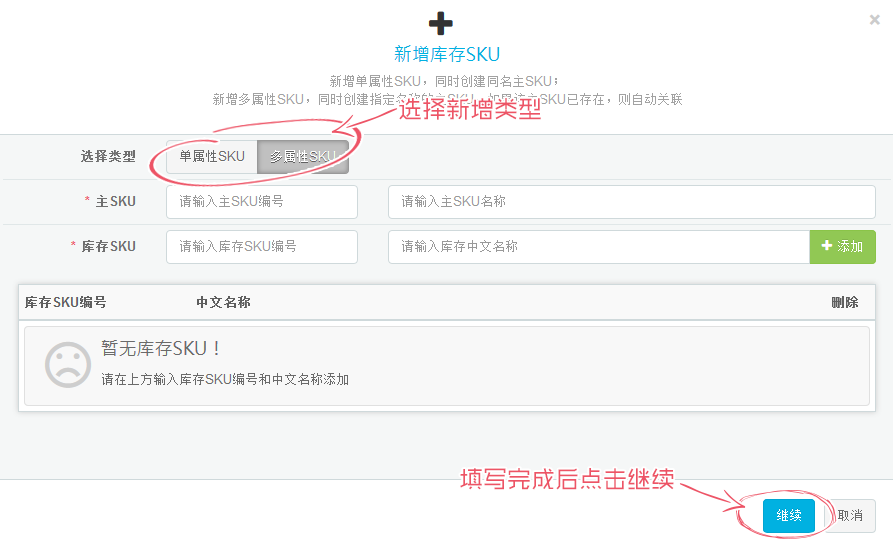 ×
新增库存SKU
新增单属性SKU，同时创建同名主SKU；
新增多属性SKU，同时创建指定名称的主SKU，如果该主SKU已存在，则自动关联
选择新增类型
选择类型 单属性SKU 多属性SKU
* 主SKU 请输入主SKU编号 请输入主SKU名称
* 库存SKU 请输入库存SKU编号 请输入库存中文名称 + 添加
库存SKU编号 中文名称 删除
暂无库存SKU！
请在上方输入库存SKU编号和中文名称添加
填写完成后点击继续
继续 取消